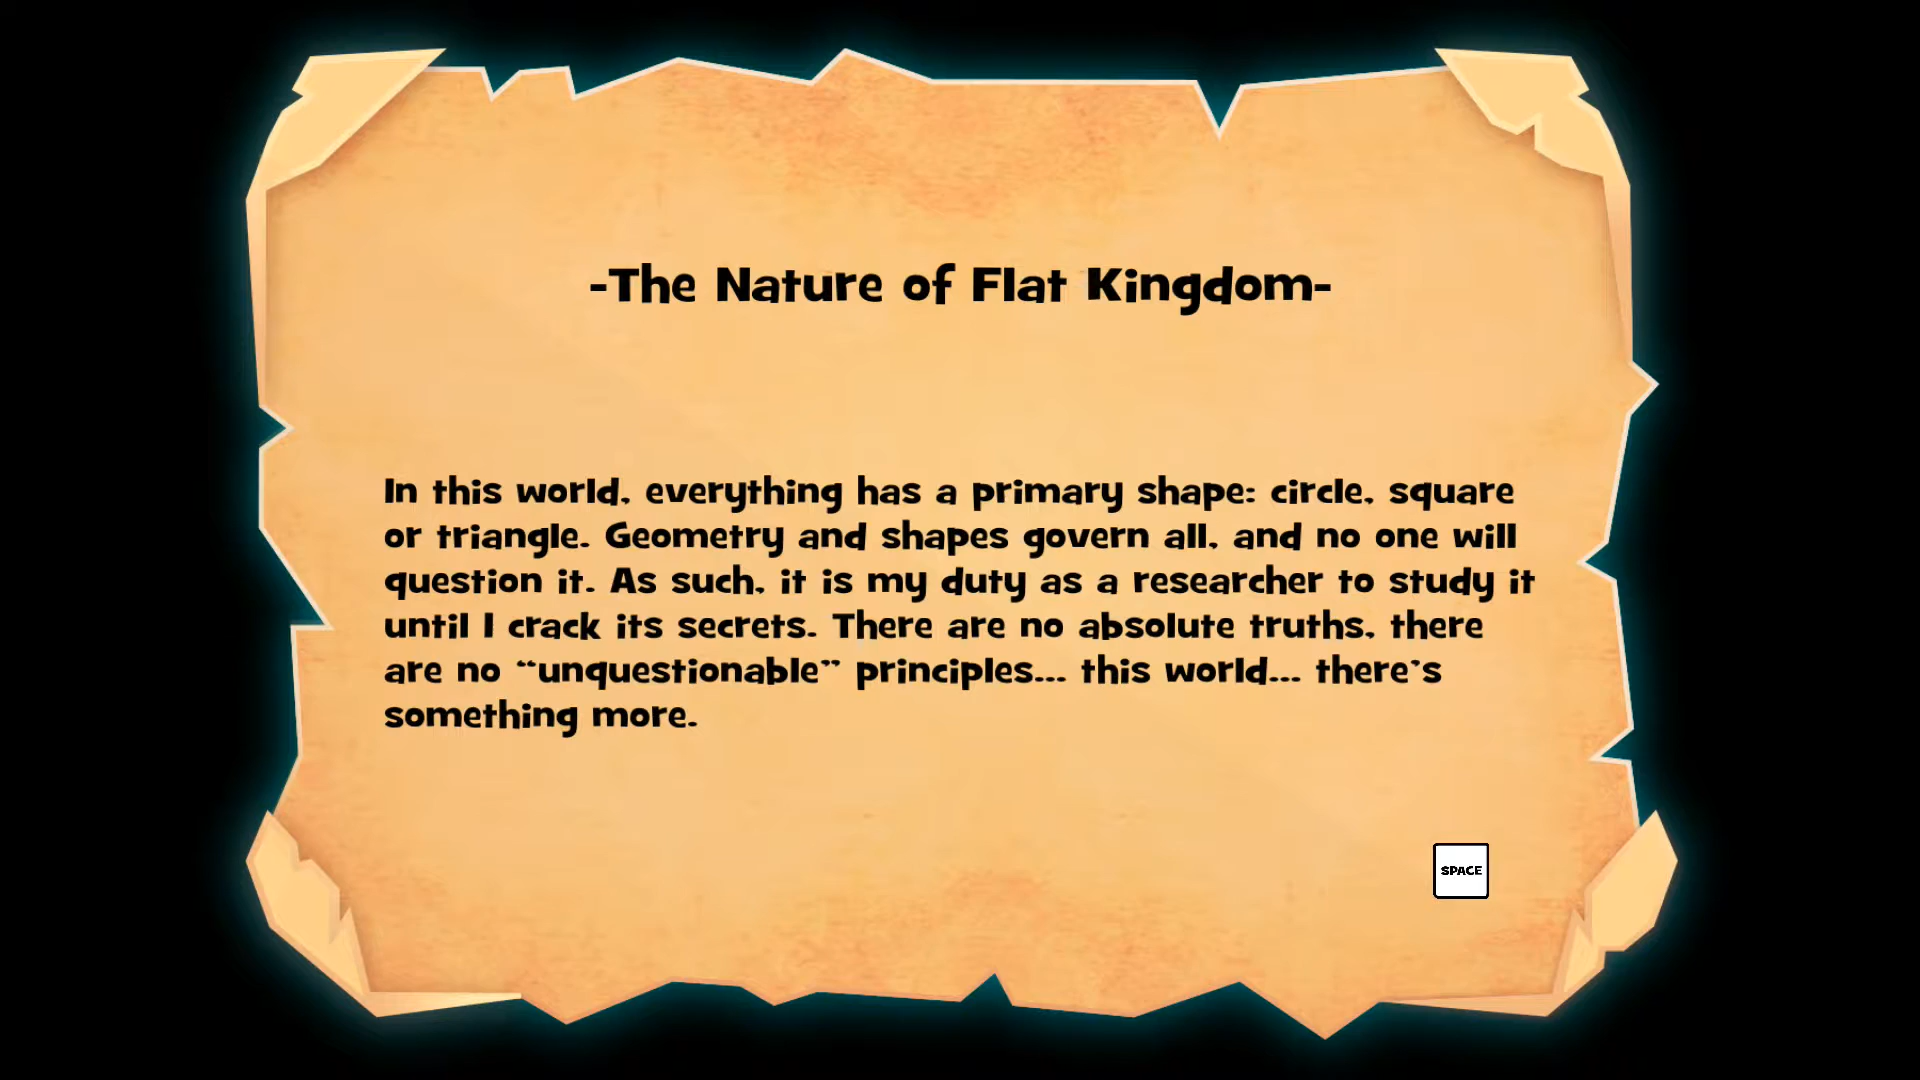 -The Nature of Flat Kingdom-
In this world, everything has a primary shape: circle, square
or triangle. Geometry and shapes govern all, and no one will
question it. As such, it is my duty as a researcher to study it
until I crack its secrets. There are no absolute truths, there
are no “unquestionable” principles... this world... there's
something more.
SPACE